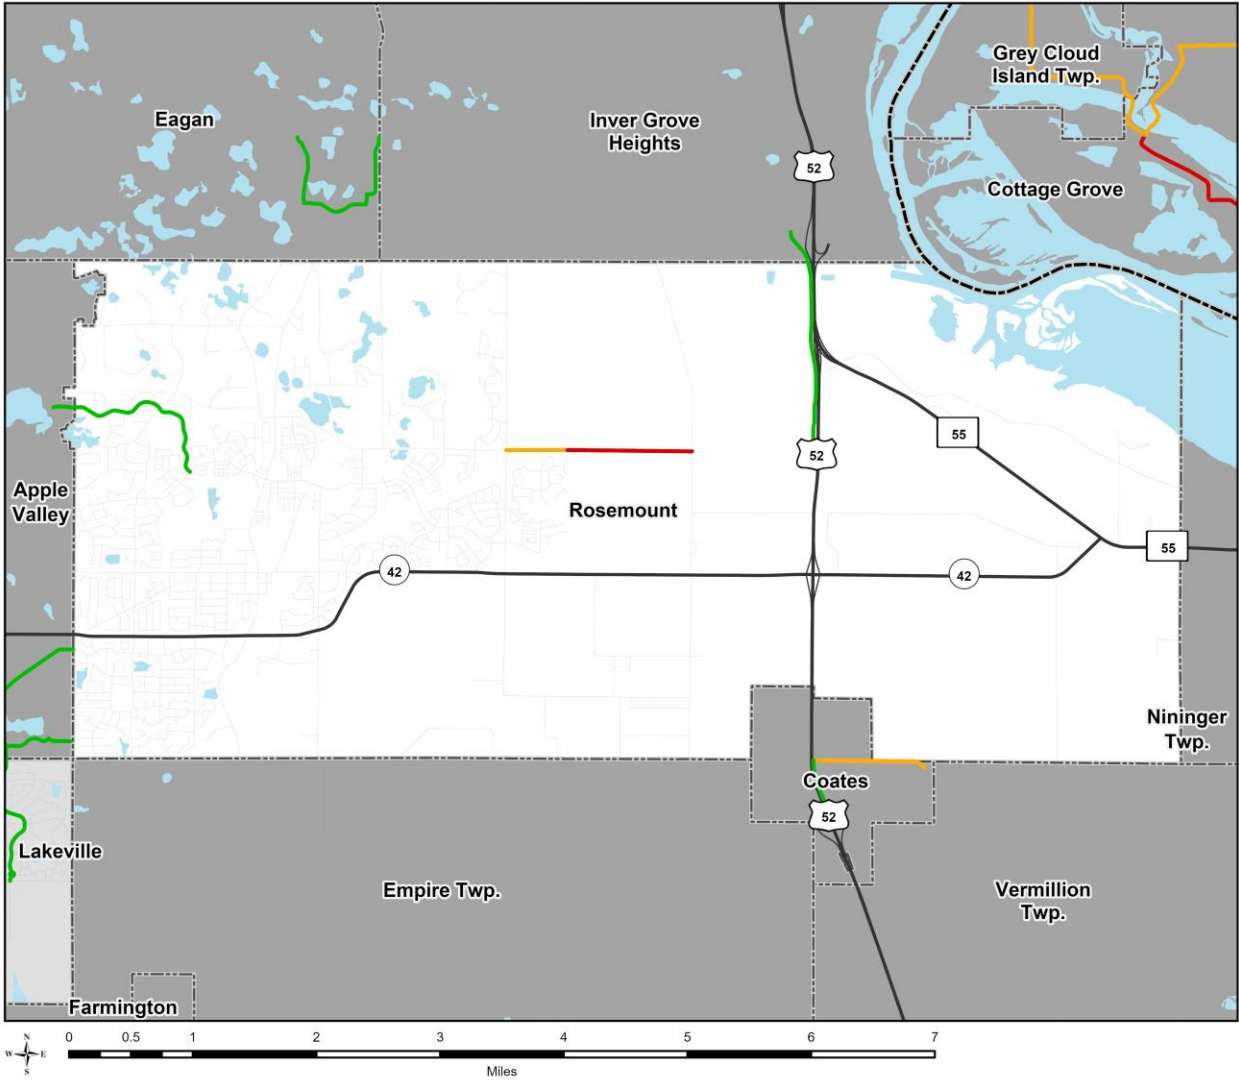 Grey Cloud
Island Twp.
Eagan
Inver Grove
Heights
52
Cottage Grove
55
52
Apple
Valley
Rosemount
55
42
42
Nininger
Twp.
Coates
52
Lakeville
Empire Twp.
Vermillion
Twp.
Farmington
N
W E
S
0 0.5 1 2 3 4 5 6 7
Miles